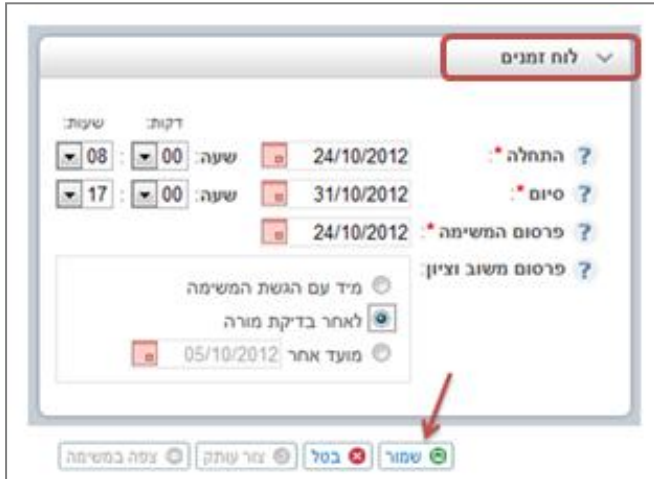 לוח זמנים
דקות: שעות:
התחלה *: 24/10/2012 שעה: 00 : 08
סיום *: 31/10/2012 שעה: 00 : 17
פרסום המשימה *: 24/10/2012
פרסום משוב וציון:
מיד עם הגשת המשימה
לאחר בדיקת מורה
מועד אחר 05/10/2012
שמור בטל צור עותק צפה במשימה